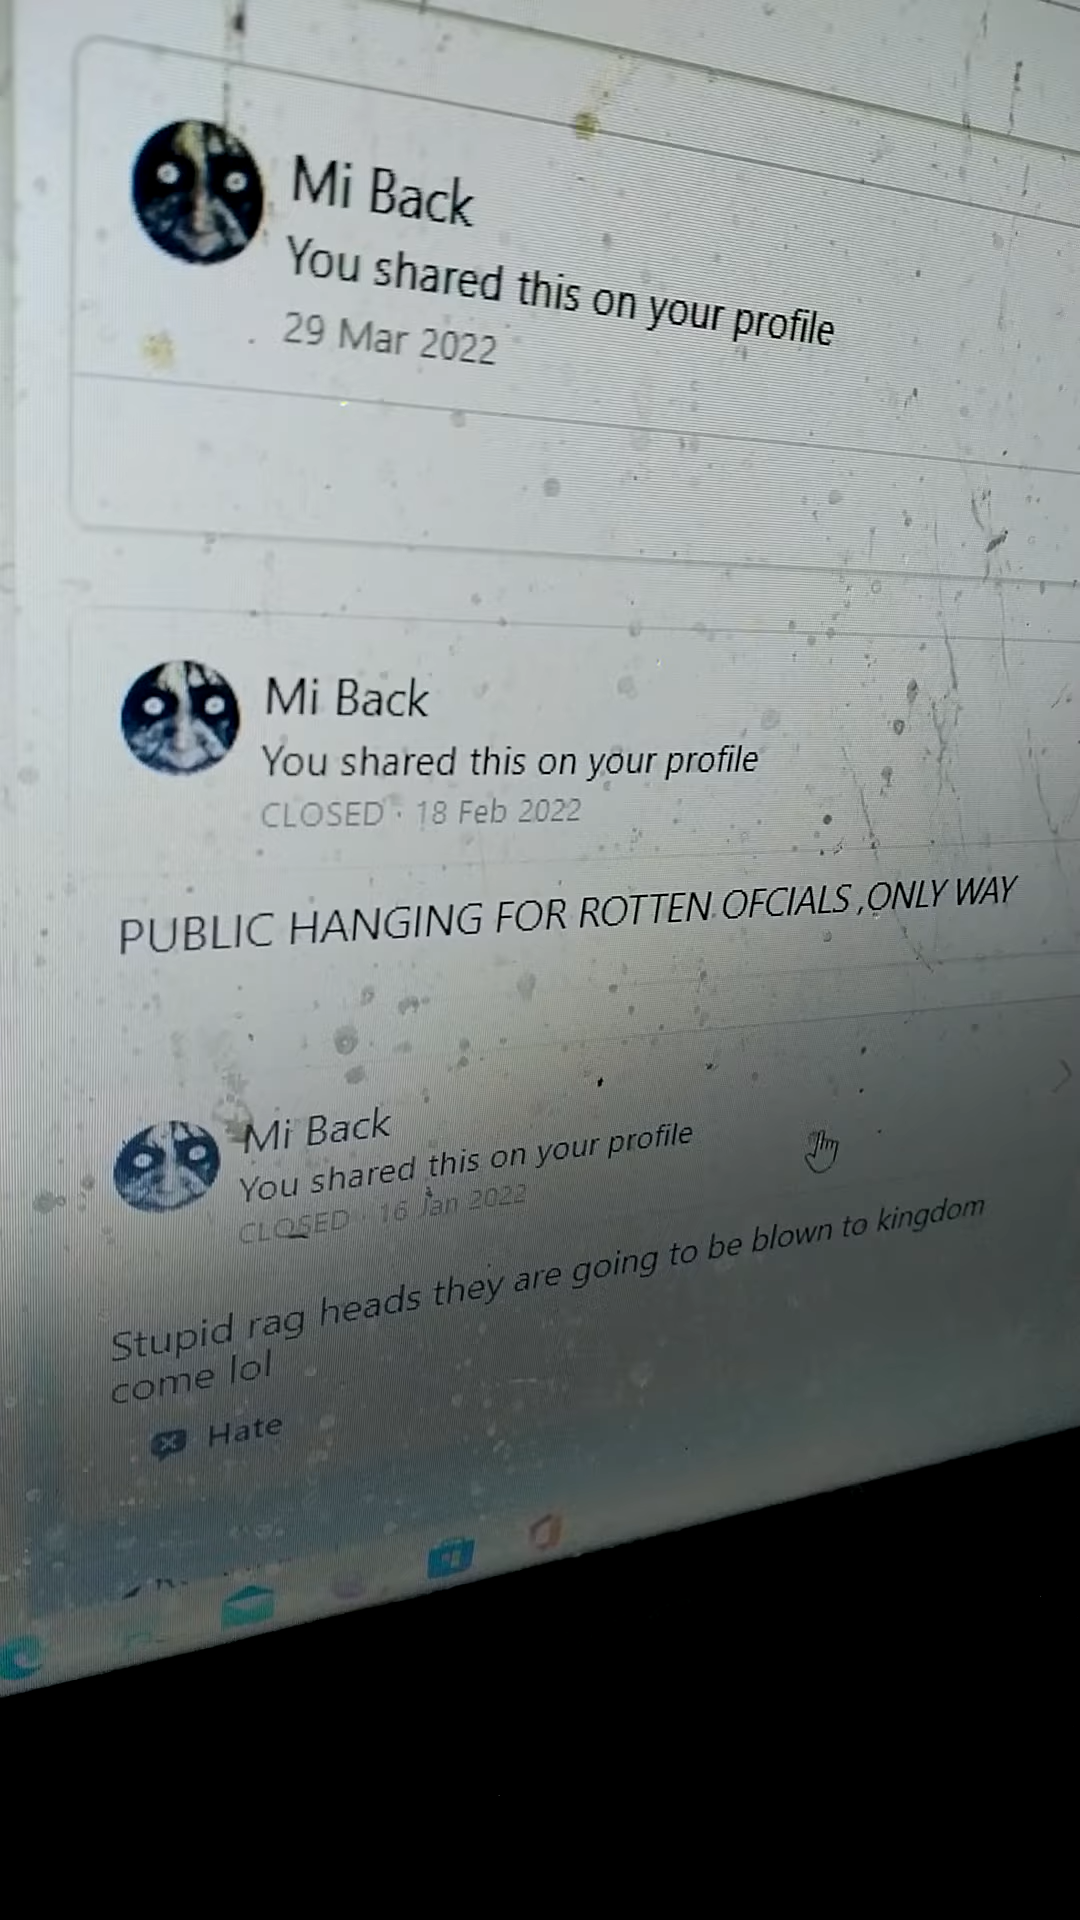 Mi Back
You shared this on your profile
29 Mar 2022
Mi Back
You shared this on your profile
CLOSED · 18 Feb 2022
PUBLIC HANGING FOR ROTTEN OFCIALS ,ONLY WAY
Mi Back
You shared this on your profile
CLOSED · 16 Jan 2022
Stupid rag heads they are going to be blown to kingdom
come lol
Hate